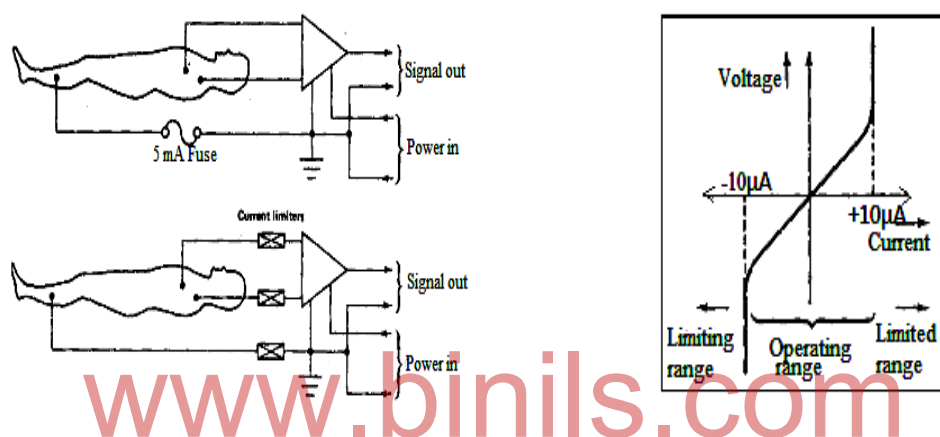 Signal out
5 mA Fuse
Power in
Current limiters
Signal out
Power in
Voltage
-10µA
+10µA
Current
Limiting
range
Operating
range
Limited
range
www.binils.com